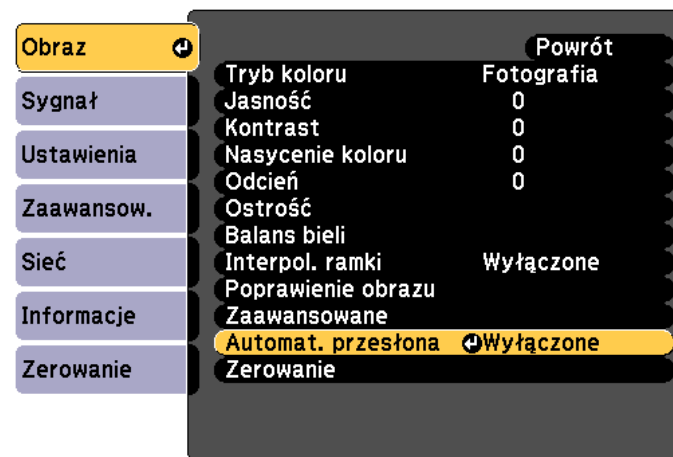 Obraz
Sygnał
Ustawienia
Zaawansow.
Sieć
Informacje
Zerowanie
Powrót
Tryb koloru Fotografia
Jasność 0
Kontrast 0
Nasycenie koloru 0
Odcień 0
Ostrość
Balans bieli
Interpol. ramki Wyłączone
Poprawienie obrazu
Zaawansowane
Automat. przesłona Wyłączone
Zerowanie